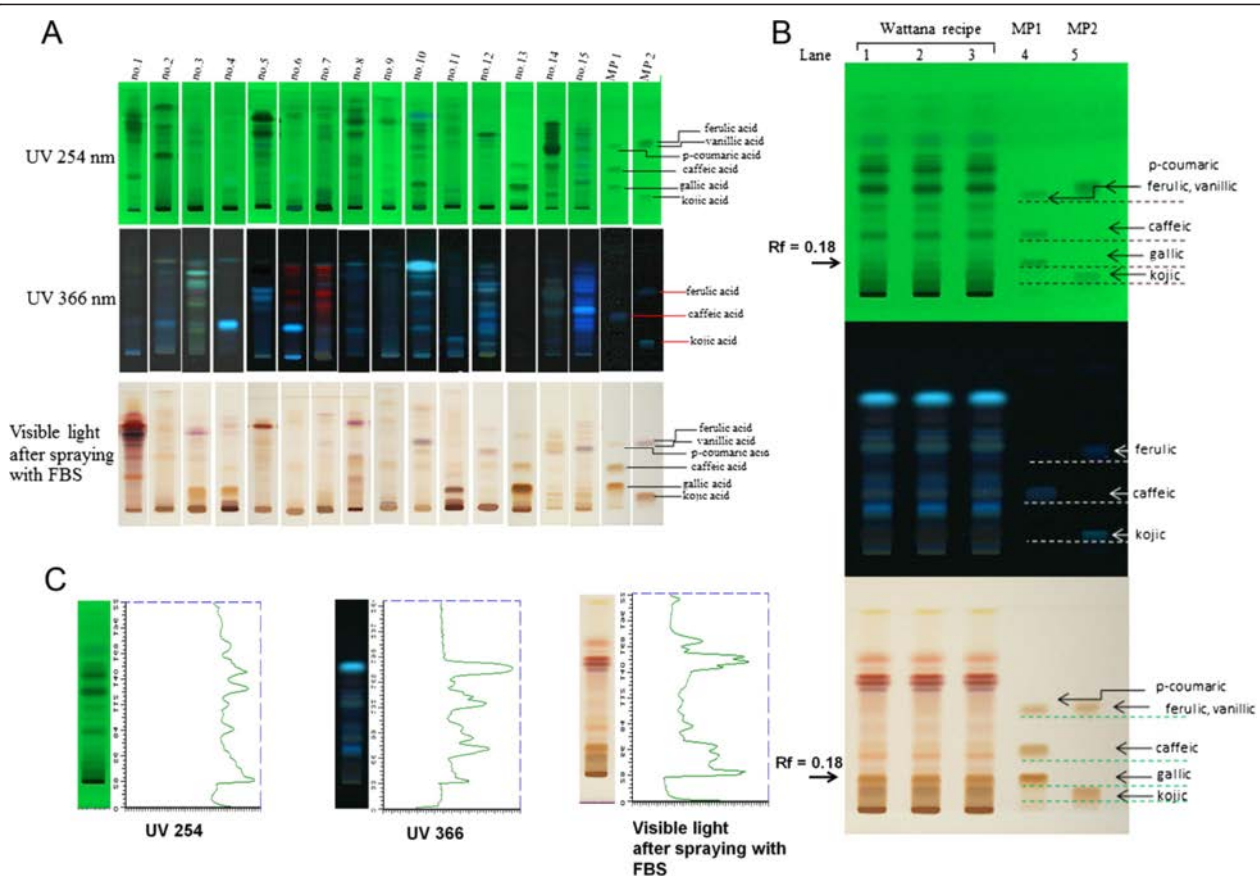 A
no.1 no.2 no.3 no.4 no.5 no.6 no.7 no.8 no.9 no.10 no.11 no.12 no.13 no.14 no.15 MP 1 MP 2
UV 254 nm
ferulic acid
vanillic acid
p-coumaric acid
caffeic acid
gallic acid
kojic acid
UV 366 nm
ferulic acid
caffeic acid
kojic acid
Visible light
after spraying
with FBS
ferulic acid
vanillic acid
p-coumaric acid
caffeic acid
gallic acid
kojic acid
B
Wattana recipe MP1 MP2
Lane 1 2 3 4 5
p-coumaric
ferulic, vanillic
caffeic
Rf = 0.18
gallic
kojic
ferulic
caffeic
kojic
p-coumaric
ferulic, vanillic
caffeic
Rf = 0.18
gallic
kojic
C
UV 254
UV 366
Visible light
after spraying with
FBS